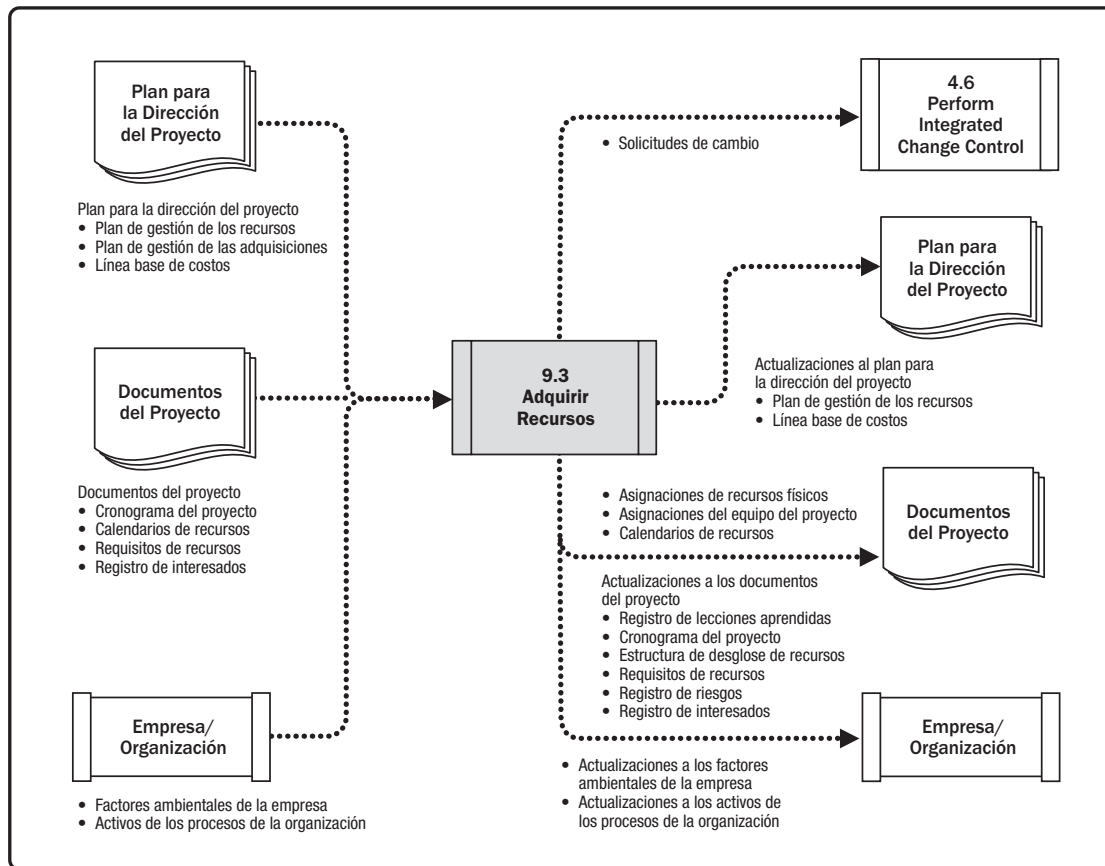 Plan para
la Dirección
del Proyecto
Plan para la dirección del proyecto
• Plan de gestión de los recursos
• Plan de gestión de las adquisiciones
• Línea base de costos
Documentos
del Proyecto
Documentos del proyecto
• Cronograma del proyecto
• Calendarios de recursos
• Requisitos de recursos
• Registro de interesados
Empresa/
Organización
• Factores ambientales de la empresa
• Activos de los procesos de la organización
9.3
Adquirir
Recursos
• Solicitudes de cambio
4.6
Perform
Integrated
Change Control
Plan para
la Dirección
del Proyecto
Actualizaciones al plan para
la dirección del proyecto
• Plan de gestión de los recursos
• Línea base de costos
• Asignaciones de recursos físicos
• Asignaciones del equipo del proyecto
• Calendarios de recursos
Documentos
del Proyecto
Actualizaciones a los documentos
del proyecto
• Registro de lecciones aprendidas
• Cronograma del proyecto
• Estructura de desglose de recursos
• Requisitos de recursos
• Registro de riesgos
• Registro de interesados
Empresa/
Organización
• Actualizaciones a los factores
ambientales de la empresa
• Actualizaciones a los activos de
los procesos de la organización